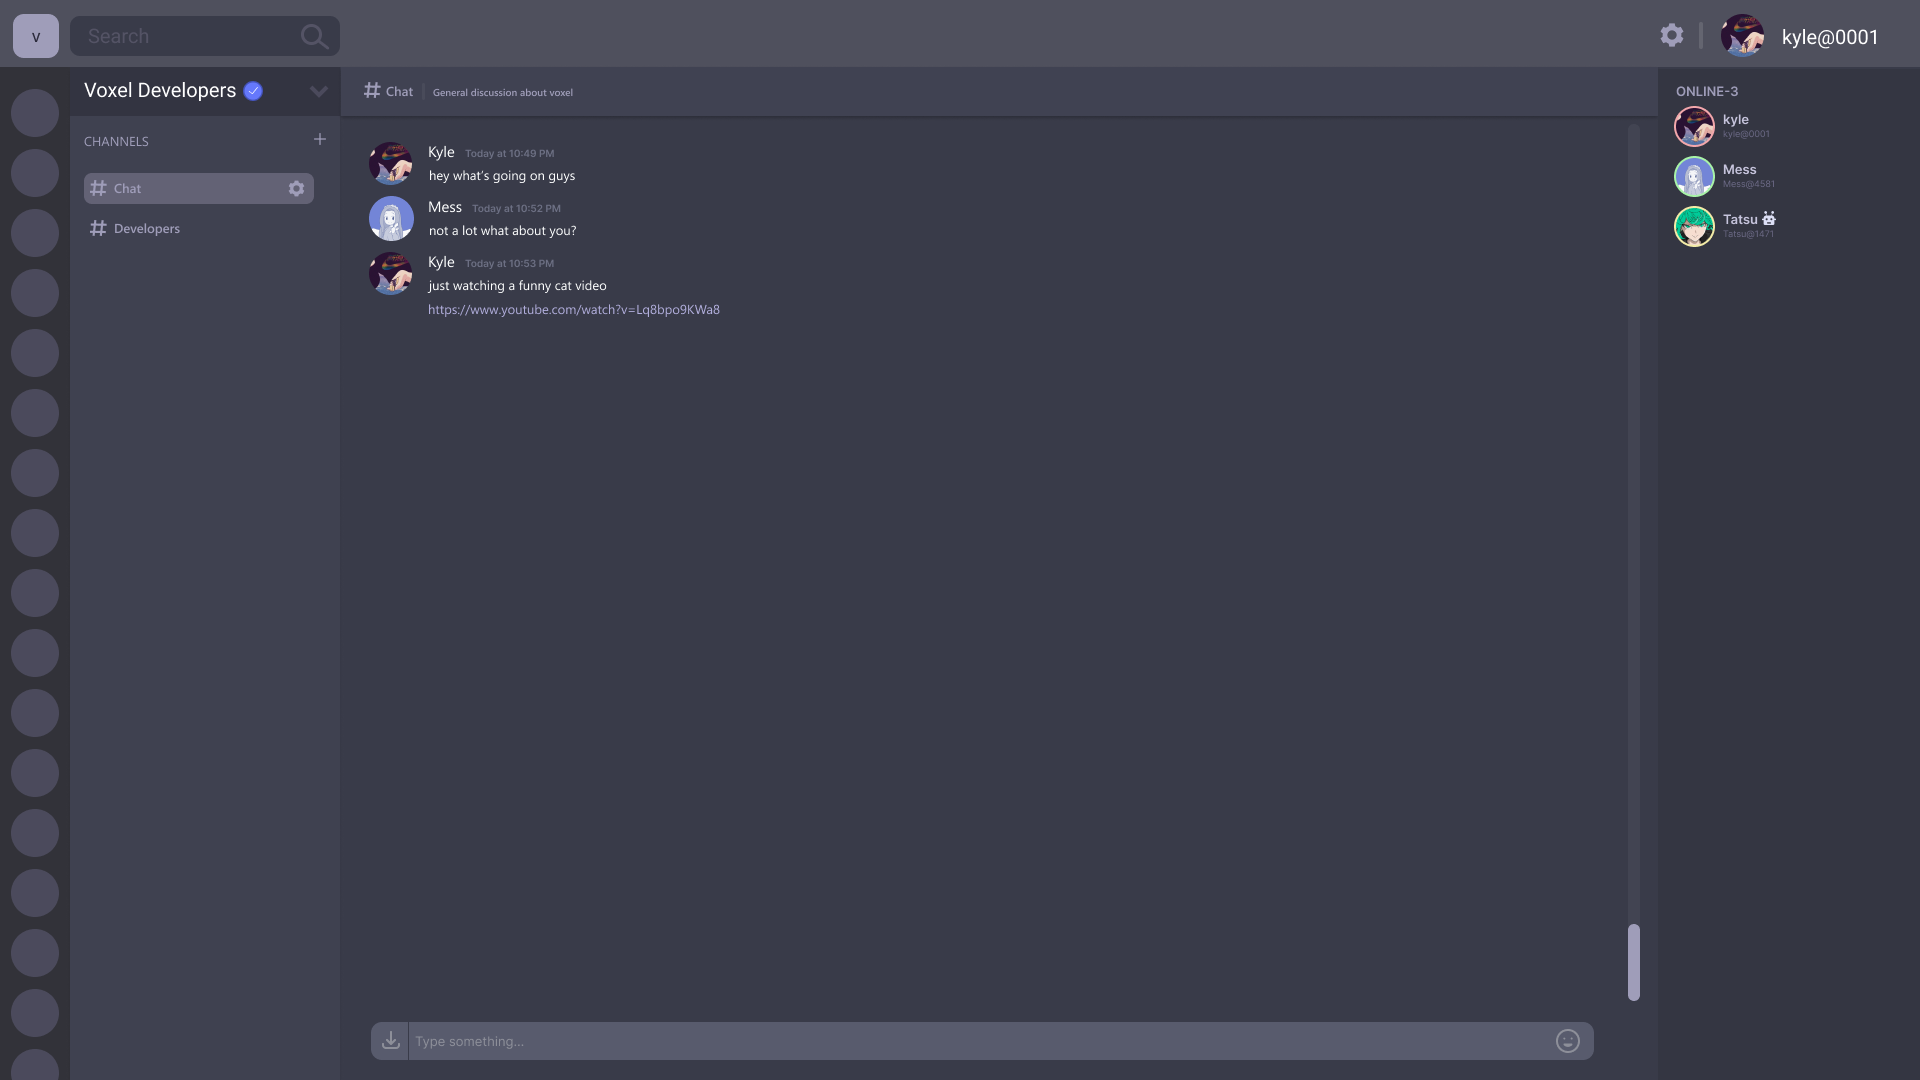 v
Search
kyle@0001
Voxel Developers
CHANNELS
Chat
Developers
Chat
General discussion about voxel
Kyle Today at 10:49 PM
hey what's going on guys
Mess Today at 10:52 PM
not a lot what about you?
Kyle Today at 10:53 PM
just watching a funny cat video
https://www.youtube.com/watch?v=Lq8bpo9KWa8
Type something...
ONLINE-3
kyle
kyle@0001
Mess
Mess@4581
Tatsu
Tatsu@1471